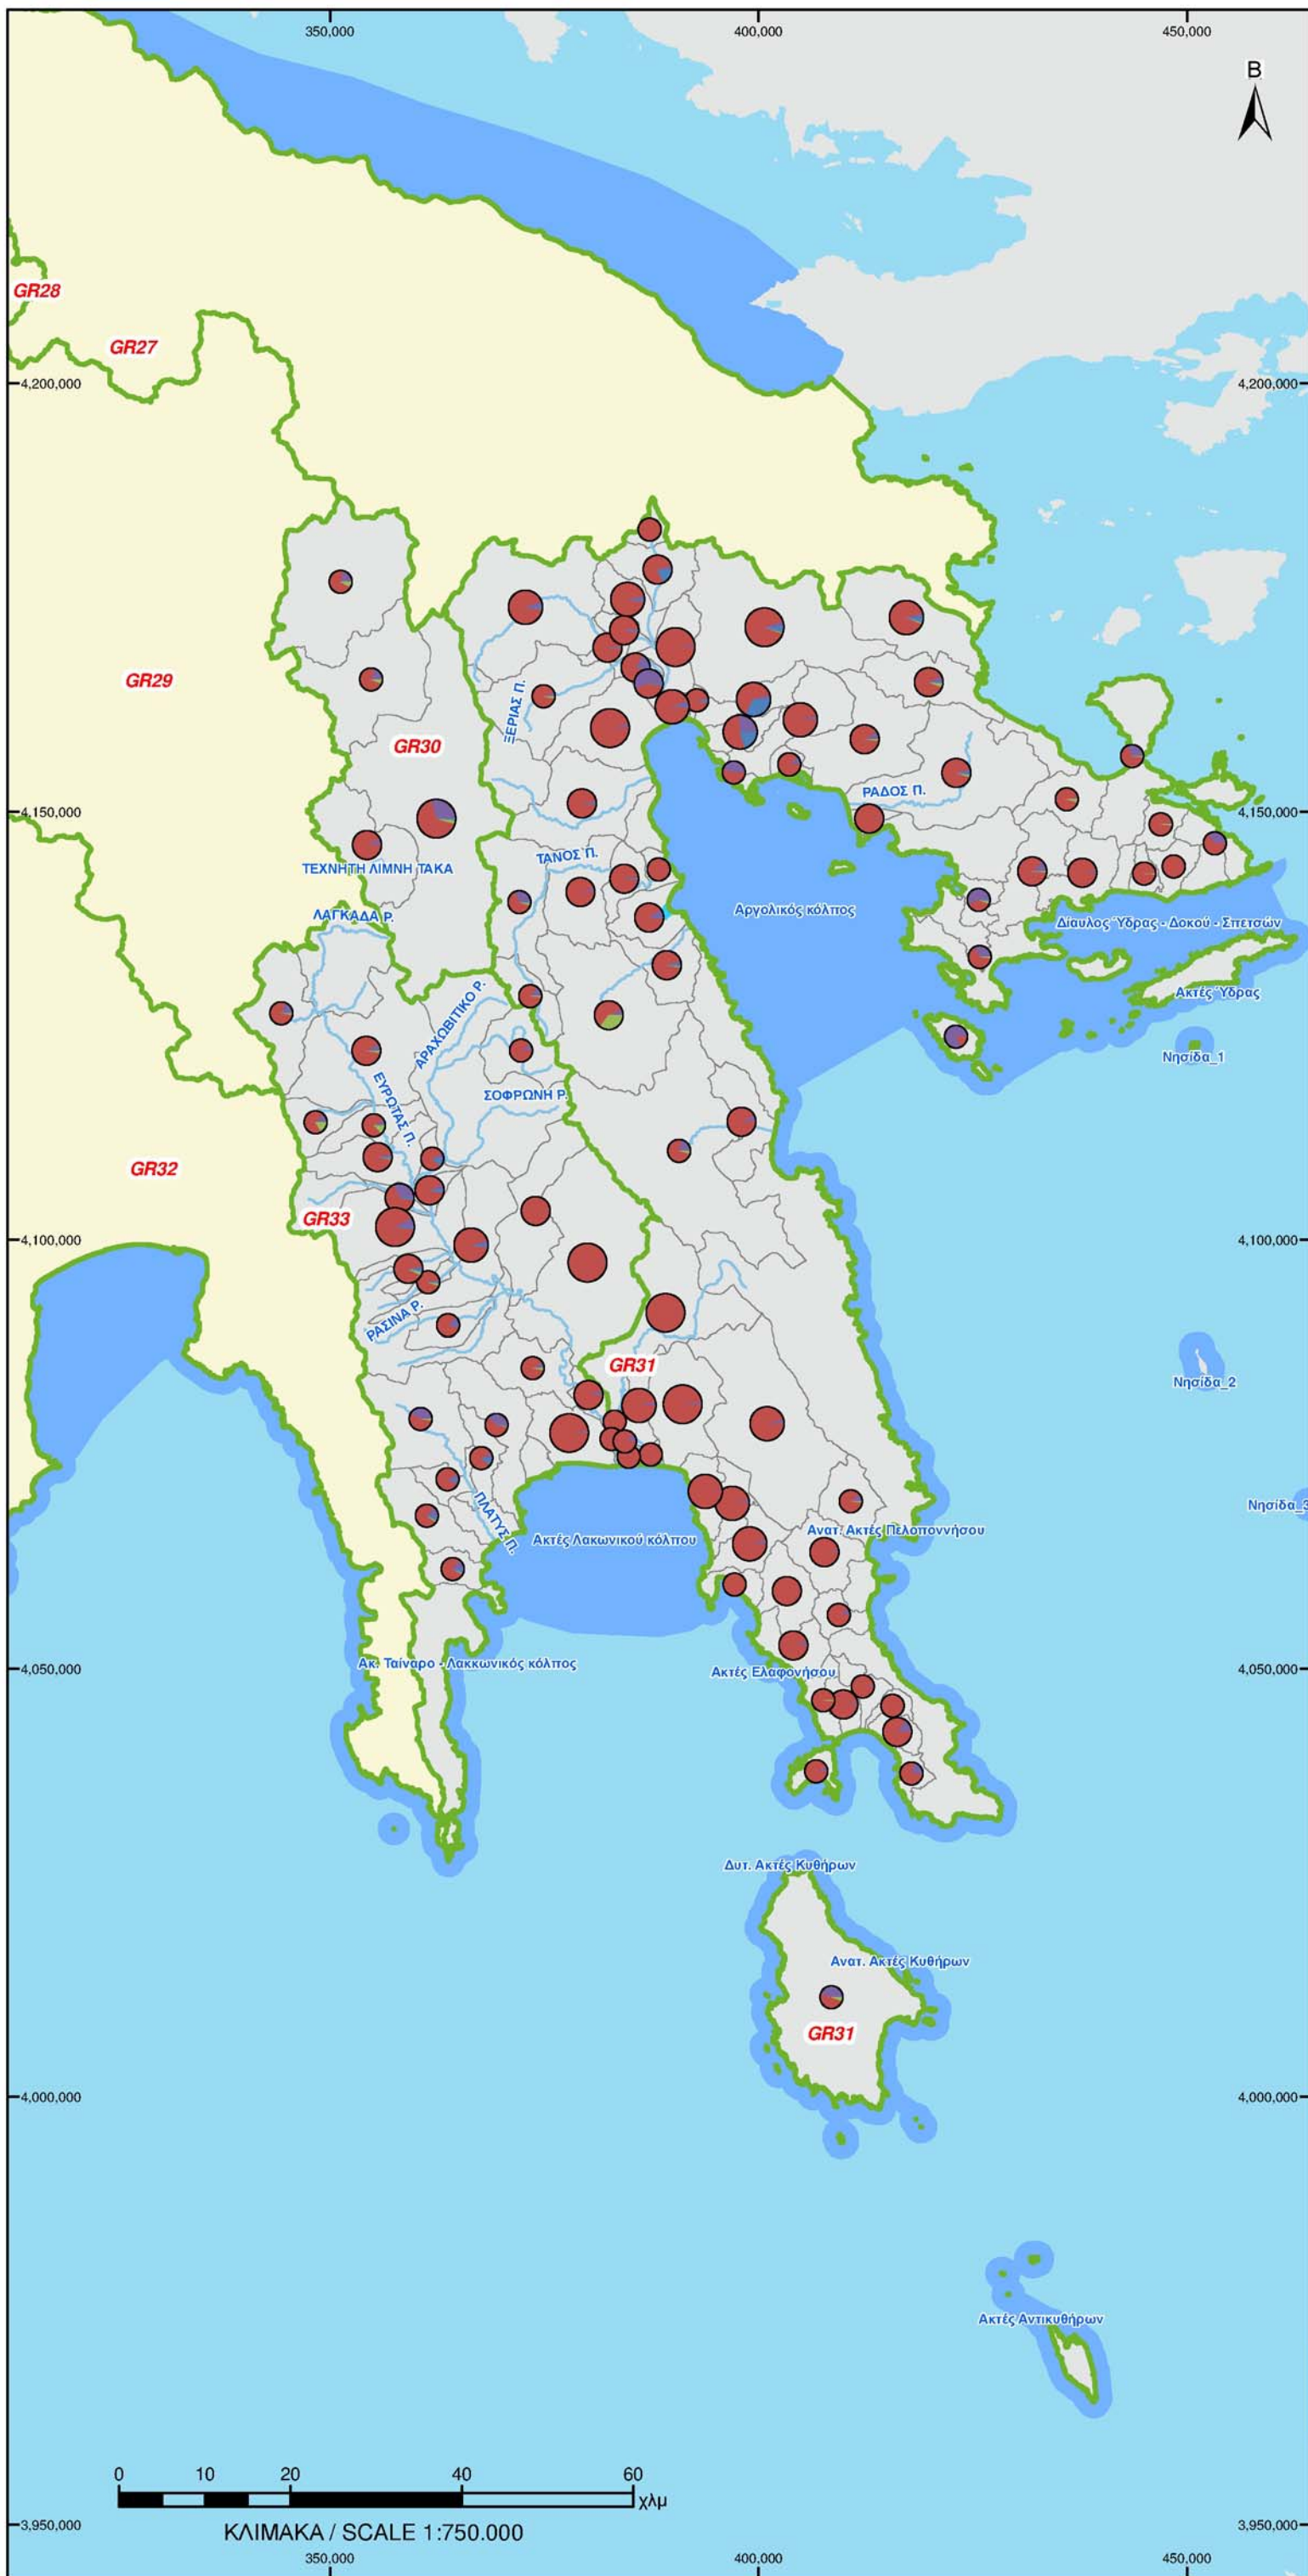 350,000 400,000 450,000
B
GR28
GR27
4,200,000 4,200,000
GR29
ΞΕΡΙΑΣ Π.
GR30
ΡΑΔΟΣ Π.
4,150,000 4,150,000
ΤΑΝΟΣ Π.
ΤΕΧΝΗΤΗ ΛΙΜΝΗ ΤΑΚΑ
Αργολικός κόλπος
ΛΑΓΚΑΔΑ Ρ.
Δίαυλος Ύδρας - Δοκού - Σπετσών
Ακτές Ύδρας
ΑΡΑΧΩΒΙΤΙΚΟ Ρ.
Νησίδα_1
ΕΥΡΩΤΑΣ Π.
ΣΟΦΡΩΝΗ Ρ.
GR32
GR33
4,100,000 4,100,000
ΡΑΣΙΝΑ Ρ.
GR31
Νησίδα_2
Νησίδα_3
ΠΛΑΤΥΣ Π.
Ακτές Λακωνικού κόλπου
Ανατ. Ακτές Πελοποννήσου
Ακ. Ταίναρο - Λακκωνικός κόλπος
4,050,000 4,050,000
Ακτές Ελαφονήσου
Δυτ. Ακτές Κυθήρων
Ανατ. Ακτές Κυθήρων
GR31
4,000,000 4,000,000
Ακτές Αντικυθήρων
0 10 20 40 60
χλμ
ΚΛΙΜΑΚΑ / SCALE 1:750.000
3,950,000 3,950,000
350,000 400,000 450,000